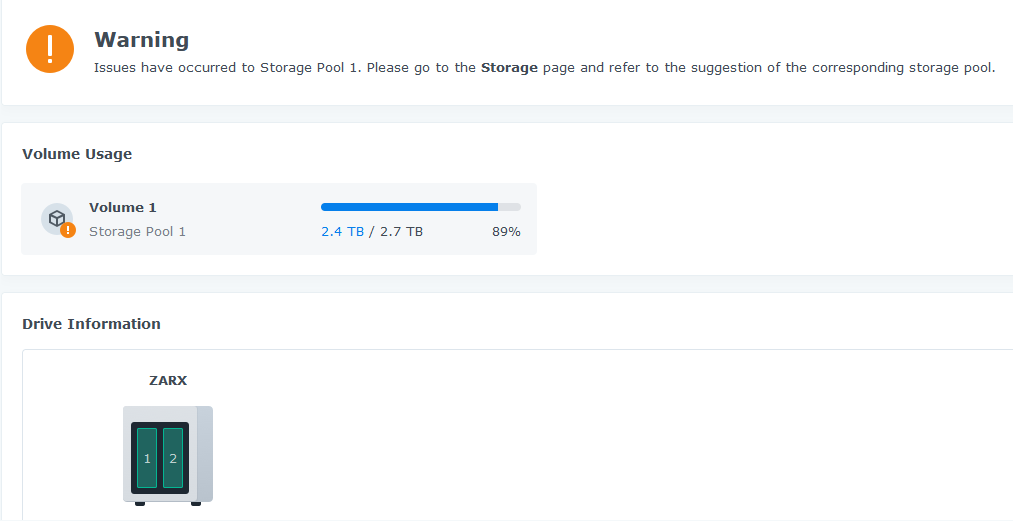 Warning
Issues have occurred to Storage Pool 1. Please go to the Storage page and refer to the suggestion of the corresponding storage pool.
Volume Usage
Volume 1
Storage Pool 1
2.4 TB / 2.7 TB
89%
Drive Information
ZARX
1 2